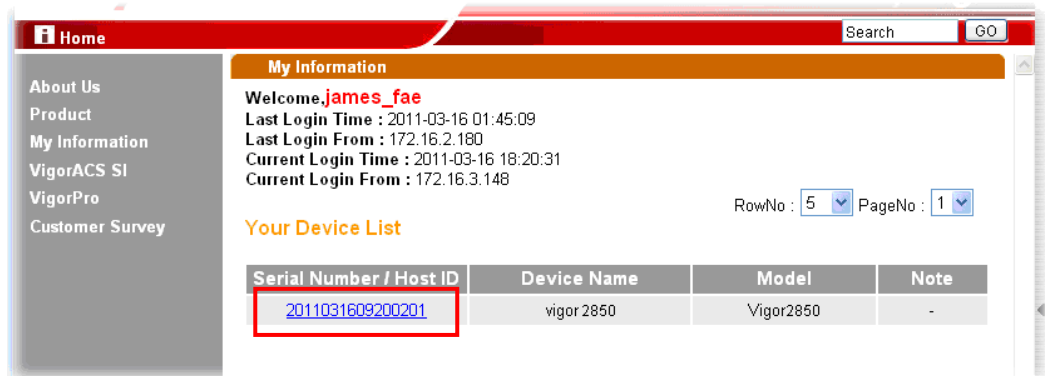 Home
Search GO
About Us
Product
My Information
VigorACS SI
VigorPro
Customer Survey
My Information
Welcome,james_fae
Last Login Time : 2011-03-16 01:45:09
Last Login From : 172.16.2.180
Current Login Time : 2011-03-16 18:20:31
Current Login From : 172.16.3.148
RowNo : 5 PageNo : 1
Your Device List
Serial Number / Host ID Device Name Model Note
2011031609200201 vigor2850 Vigor2850 -